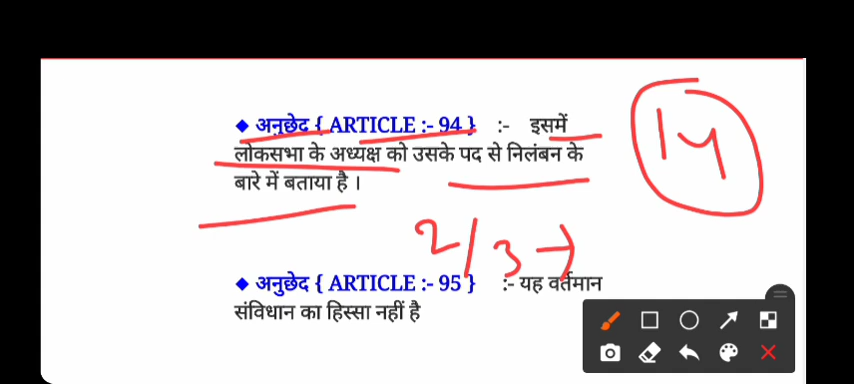 ◆ अनुछेद { ARTICLE :- 94 } :- इसमें
लोकसभा के अध्यक्ष को उसके पद से निलंबन के
बारे में बताया है ।
14
2/3 →
◆ अनुछेद { ARTICLE :- 95 } :- यह वर्तमान
संविधान का हिस्सा नहीं है